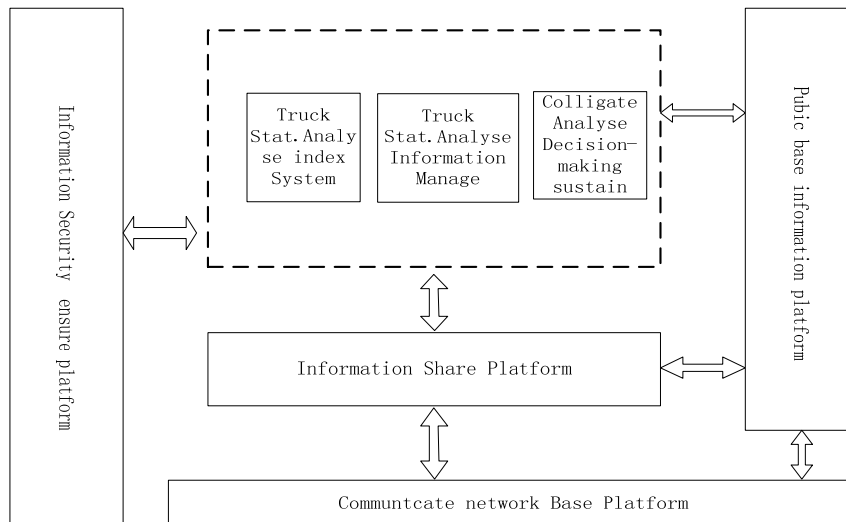 Information Security ensure platform
Truck
Stat.Analy
se index
System
Truck
Stat.Analyse
Information
Manage
Colligate
Analyse
Decision-
making
sustain
Pubic base information platform
Information Share Platform
Communtcate network Base Platform